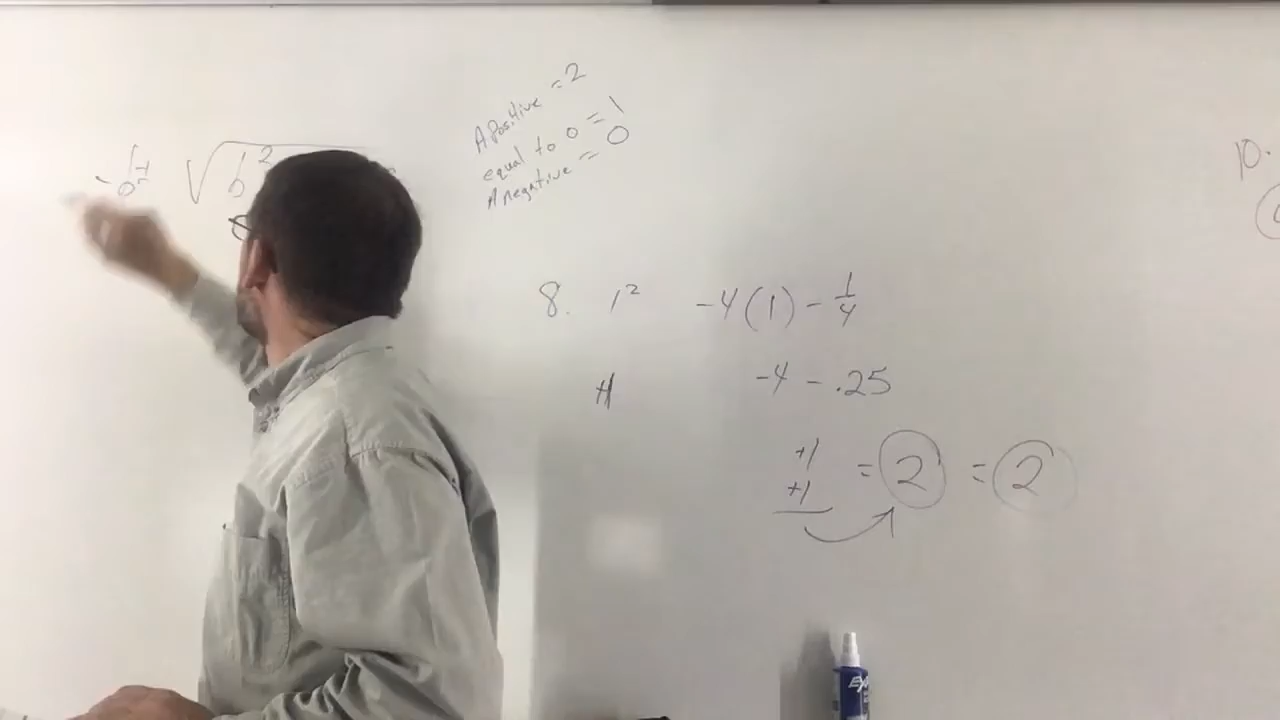 -b ± √b²
A positive = 2
equal to 0 = 1
A negative = 0
8. 1² -4(1) - 1/4
+1 -4 - .25
+1 = 2 = 2
+1
10.